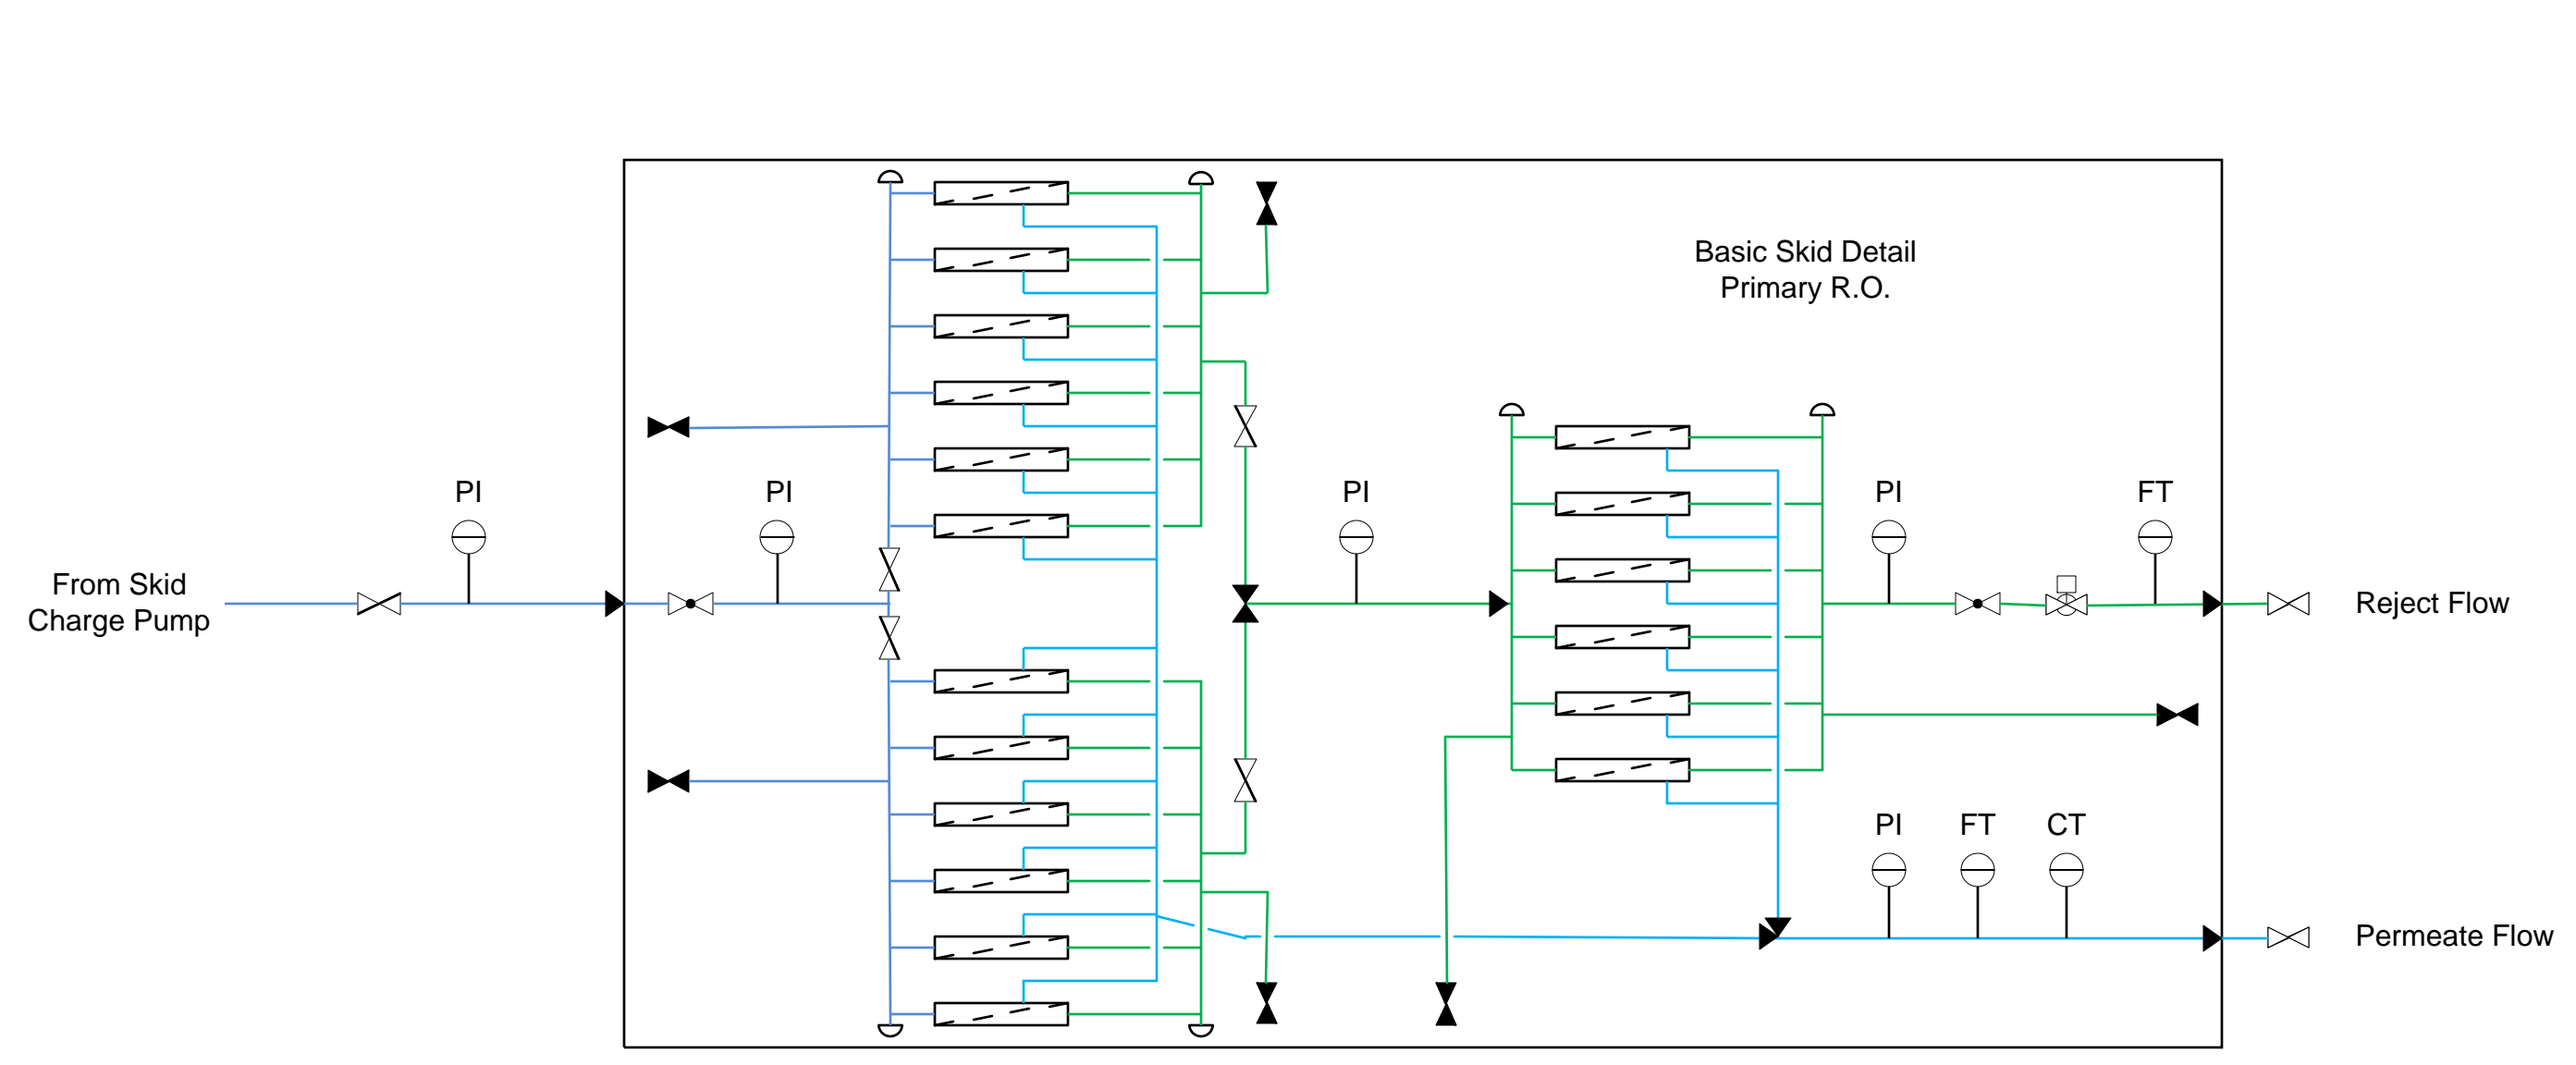 Basic Skid Detail
Primary R.O.
PI
PI
PI
PI
FT
From Skid
Charge Pump
Reject Flow
PI
FT
CT
Permeate Flow